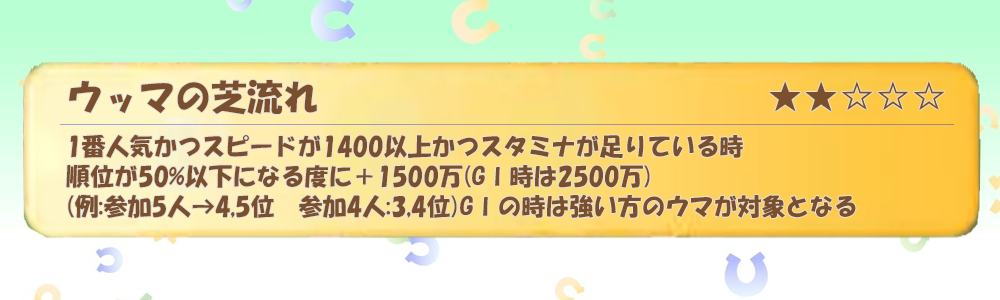 ウッマの芝流れ ★★☆☆☆
1番人気かつスピードが1400以上かつスタミナが足りている時
順位が50%以下になる度に＋1500万(GⅠ時は2500万)
(例:参加5人→4,5位　参加4人:3,4位)GⅠの時は強い方のウマが対象となる